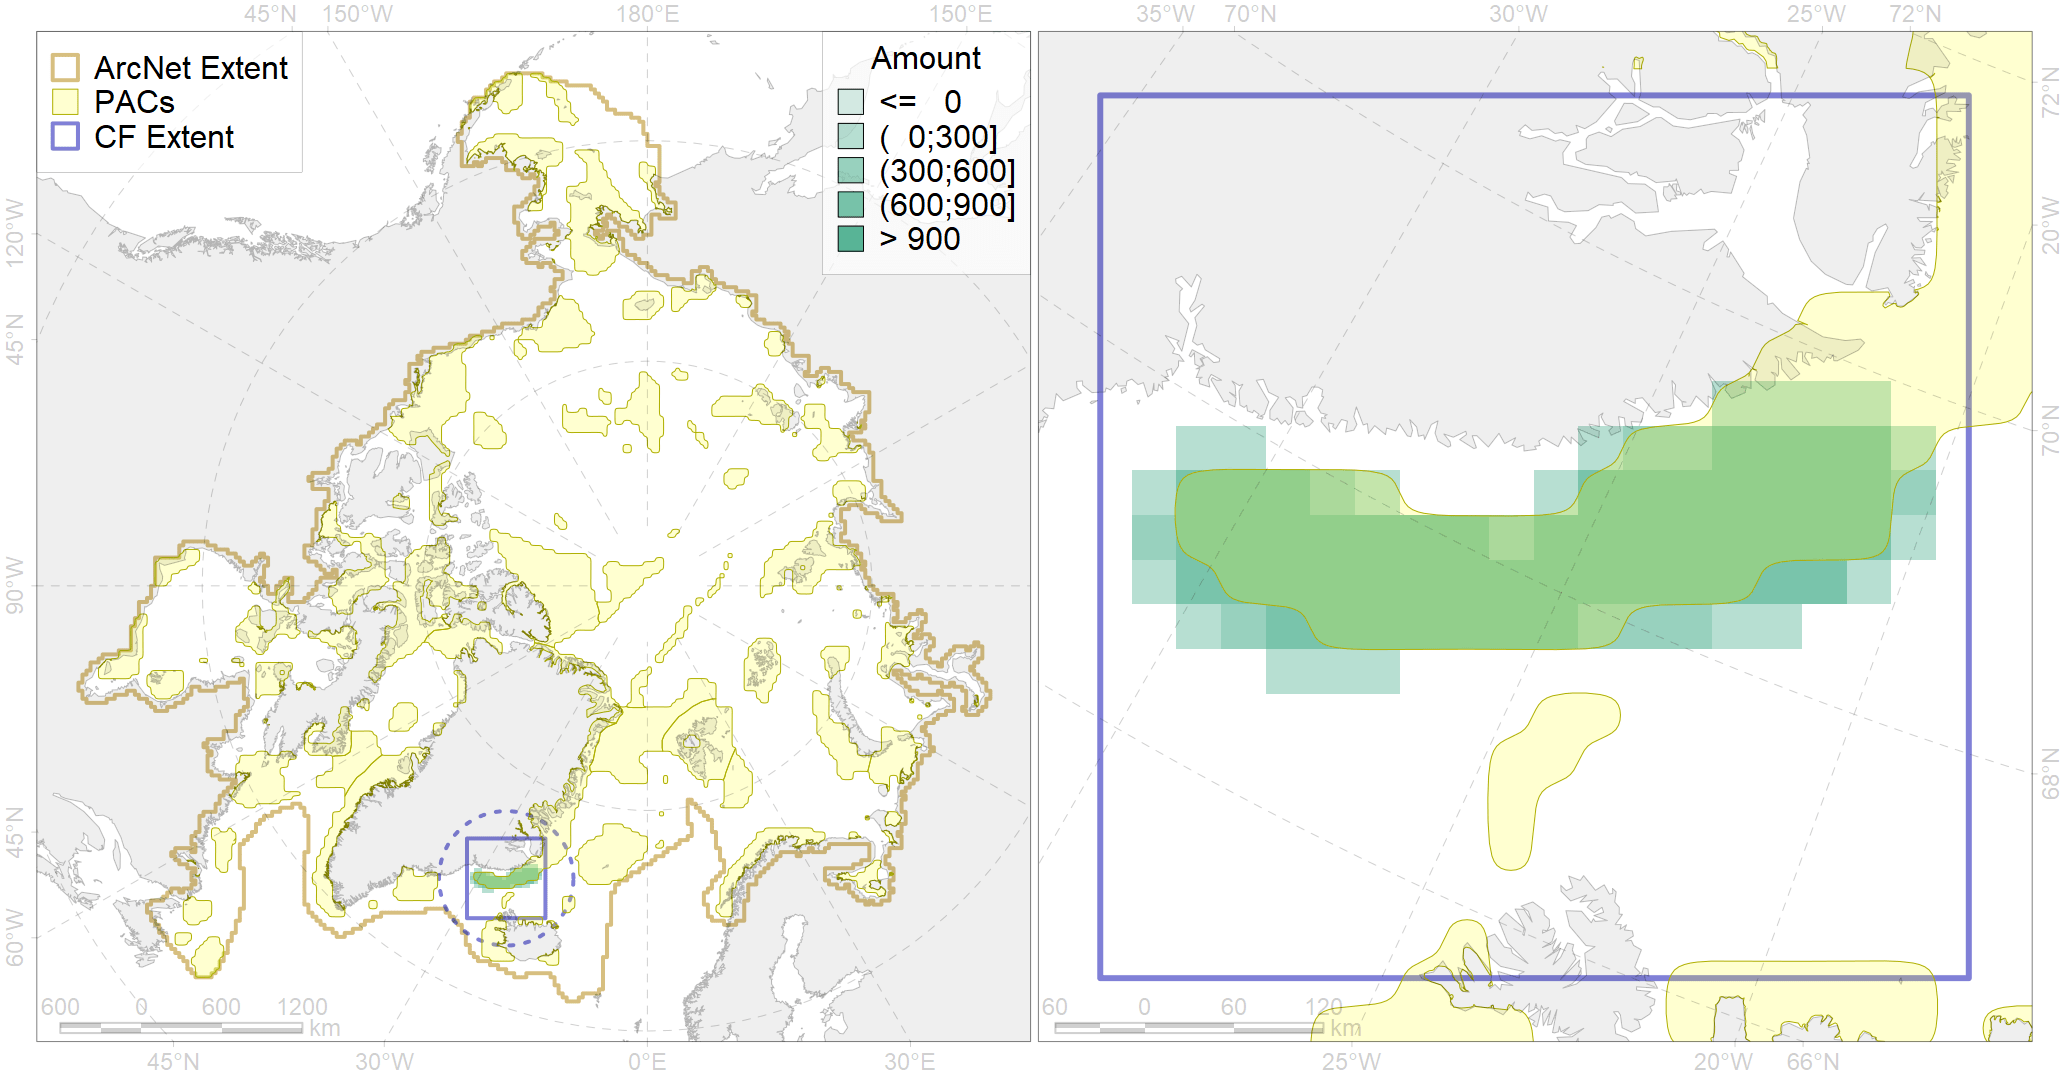 45°N 150°W 180°E 150°E 35°W 70°N 30°W 25°W 72°N
ArcNet Extent
PACs
CF Extent
Amount
<= 0
( 0;300]
(300;600]
(600;900]
> 900
120°W
45°N
90°W
45°N
60°W
72°N
20°W
70°N
68°N
600 0 600 1200
km
60 0 60 120
km
45°W 30°W 0°E 30°E 25°W 20°W 66°N